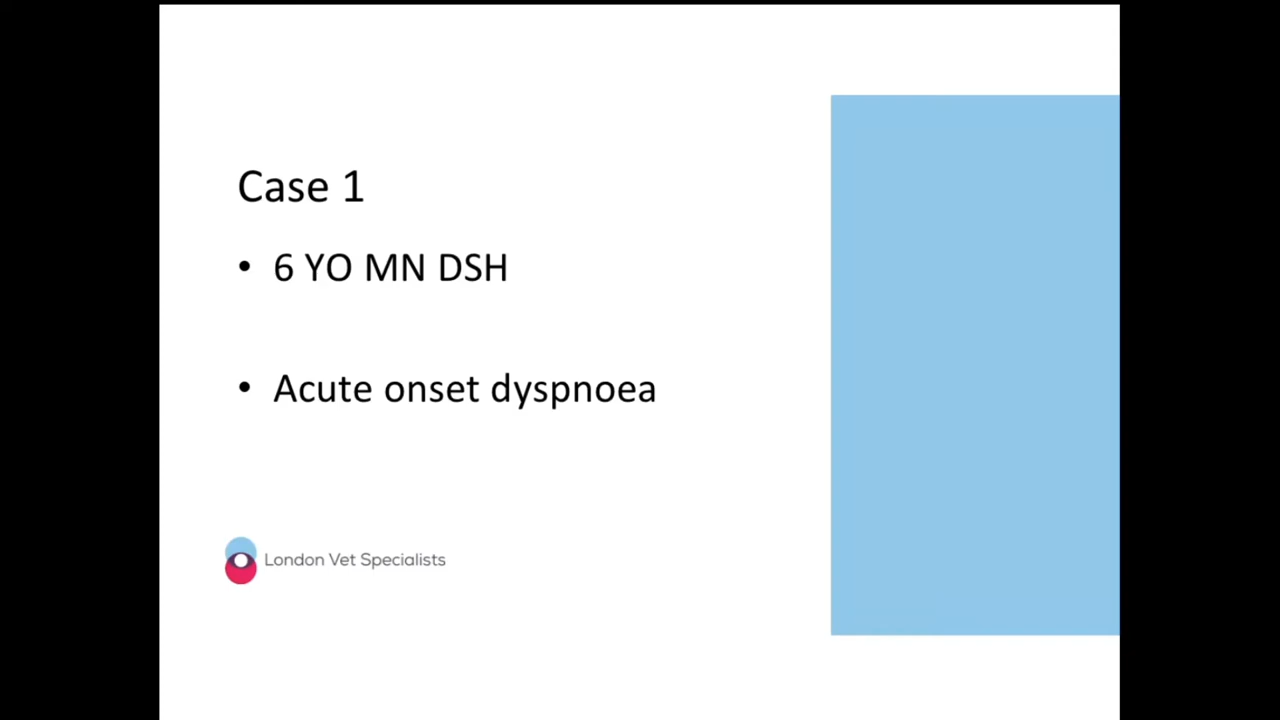 Case 1
• 6 YO MN DSH
• Acute onset dyspnoea
London Vet Specialists